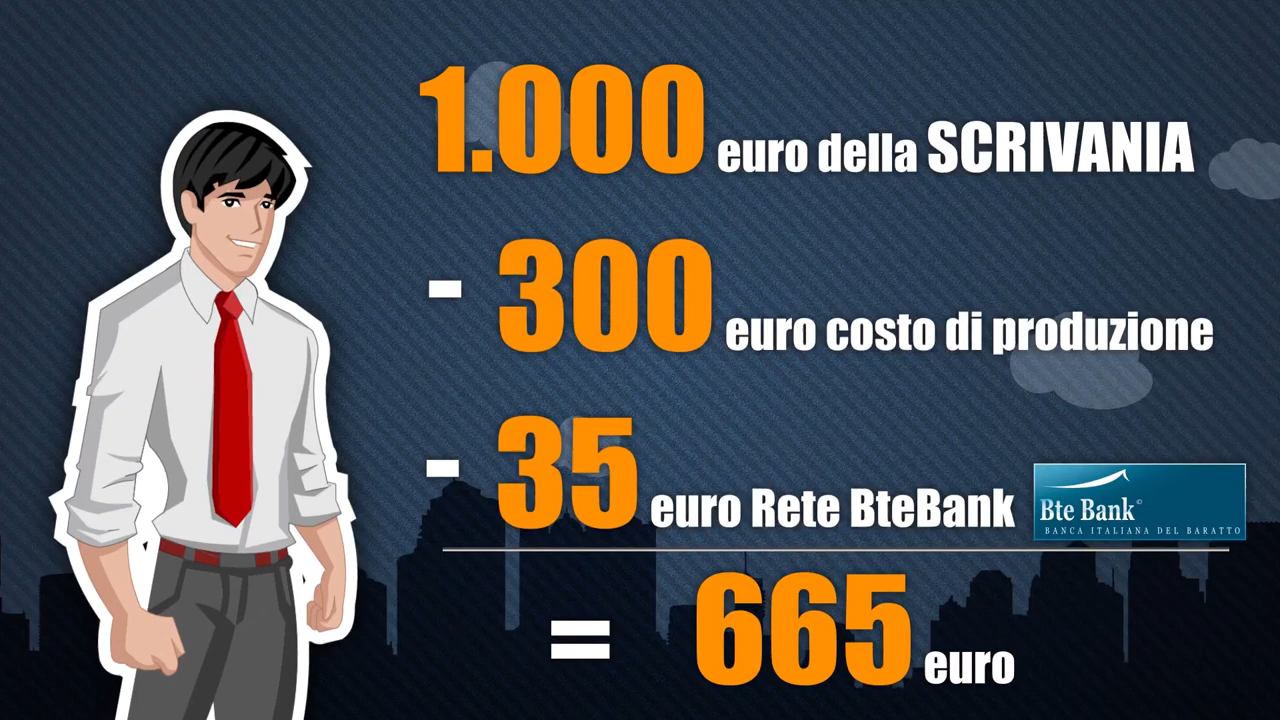 1.000 euro della SCRIVANIA
- 300 euro costo di produzione
- 35 euro Rete BteBank
Bte Bank©
BANCA ITALIANA DEL BARATTO
= 665 euro